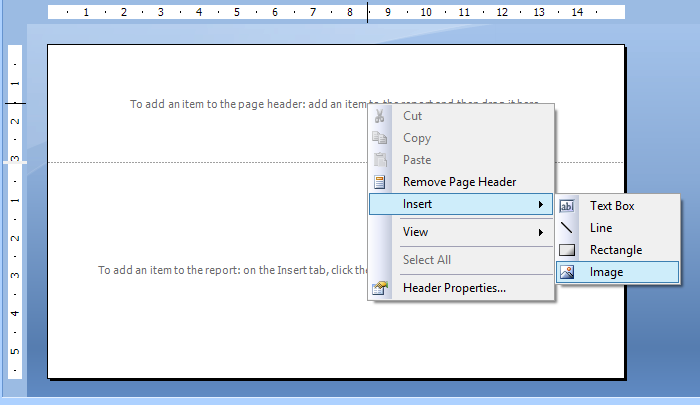 1 2 3 4 5 6 7 8 9 10 11 12 13 14
1
2
3
To add an item to the page header: add an item to the report and then drag it here.
Cut
Copy
Paste
Remove Page Header
Insert
View
Select All
Header Properties...
Text Box
ab
Line
Rectangle
Image
1
2
3
4
5
To add an item to the report: on the Insert tab, click the